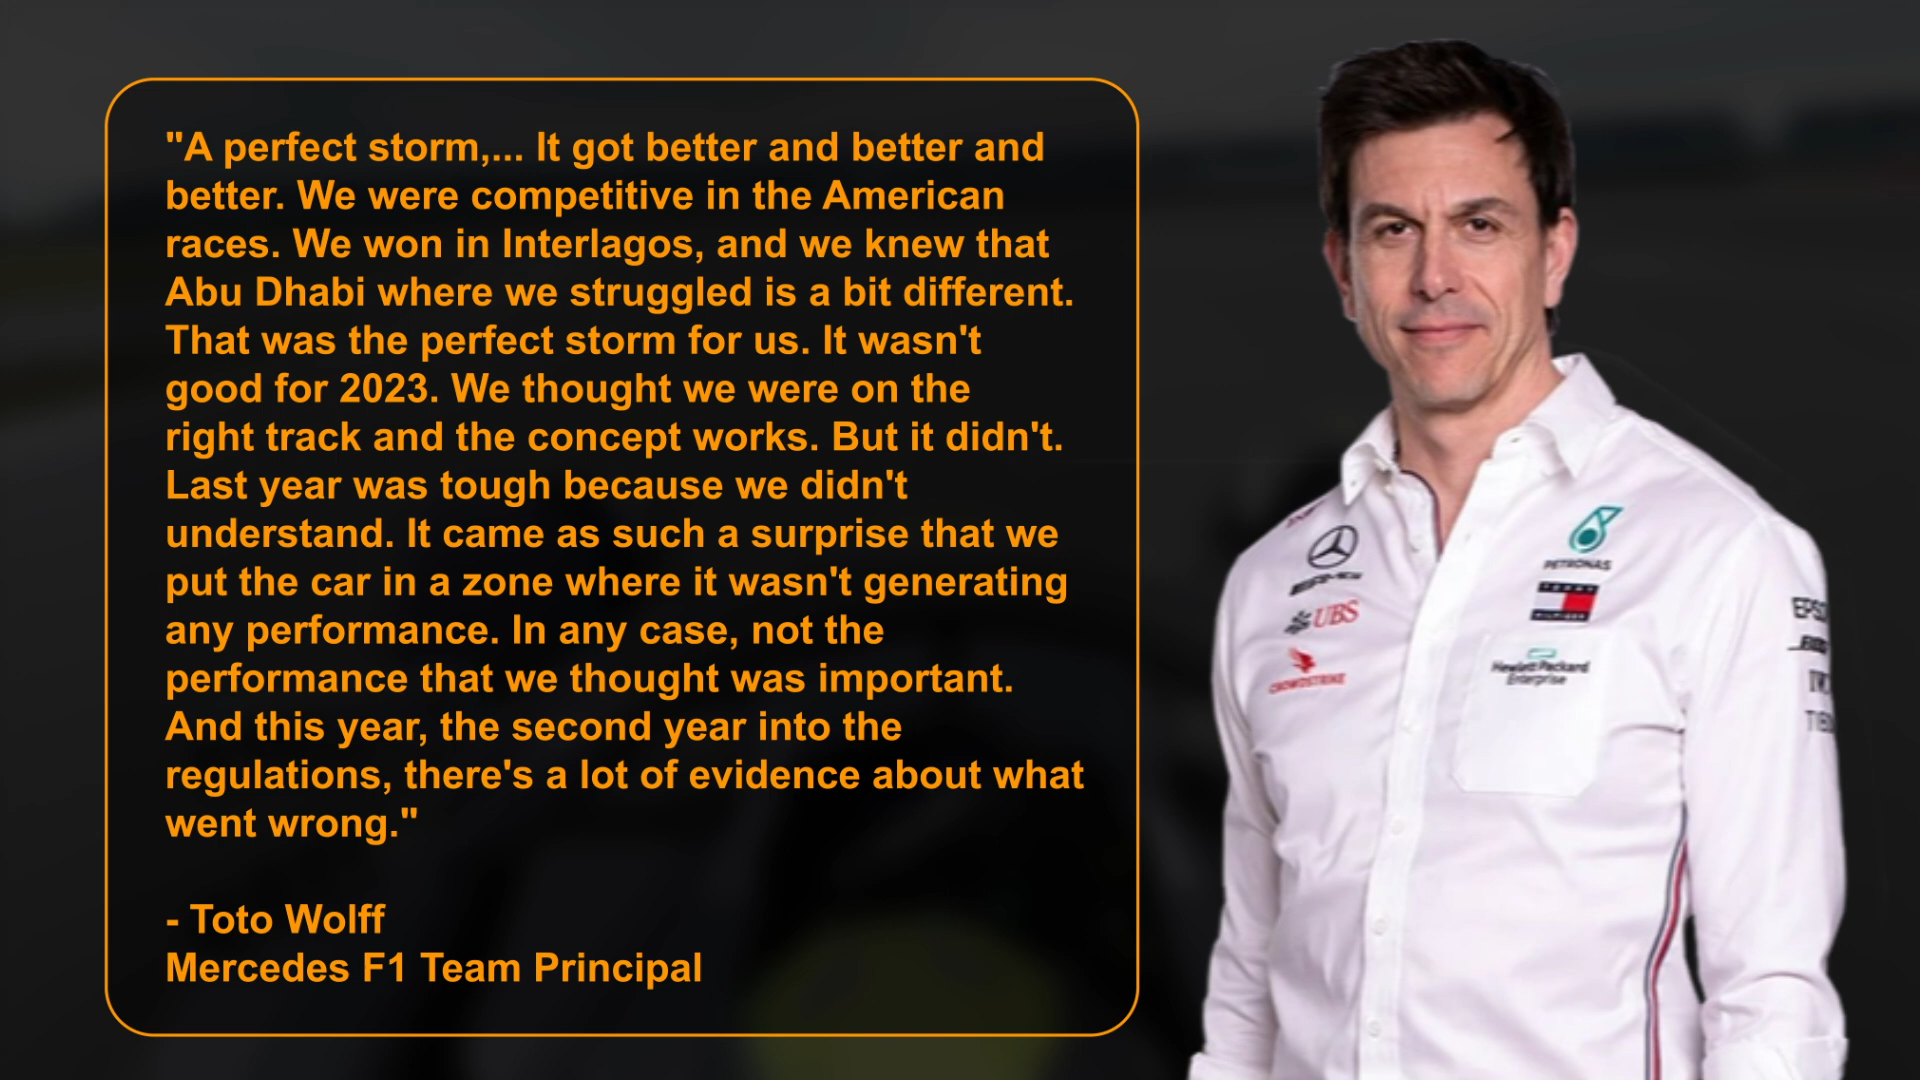 "A perfect storm,... It got better and better and
better. We were competitive in the American
races. We won in Interlagos, and we knew that
Abu Dhabi where we struggled is a bit different.
That was the perfect storm for us. It wasn't
good for 2023. We thought we were on the
right track and the concept works. But it didn't.
Last year was tough because we didn't
understand. It came as such a surprise that we
put the car in a zone where it wasn't generating
any performance. In any case, not the
performance that we thought was important.
And this year, the second year into the
regulations, there's a lot of evidence about what
went wrong."
- Toto Wolff
Mercedes F1 Team Principal
PETRONAS
TOMMY
HILFIGER
UBS
Hewlett Packard
Enterprise
CROWDSTRIKE